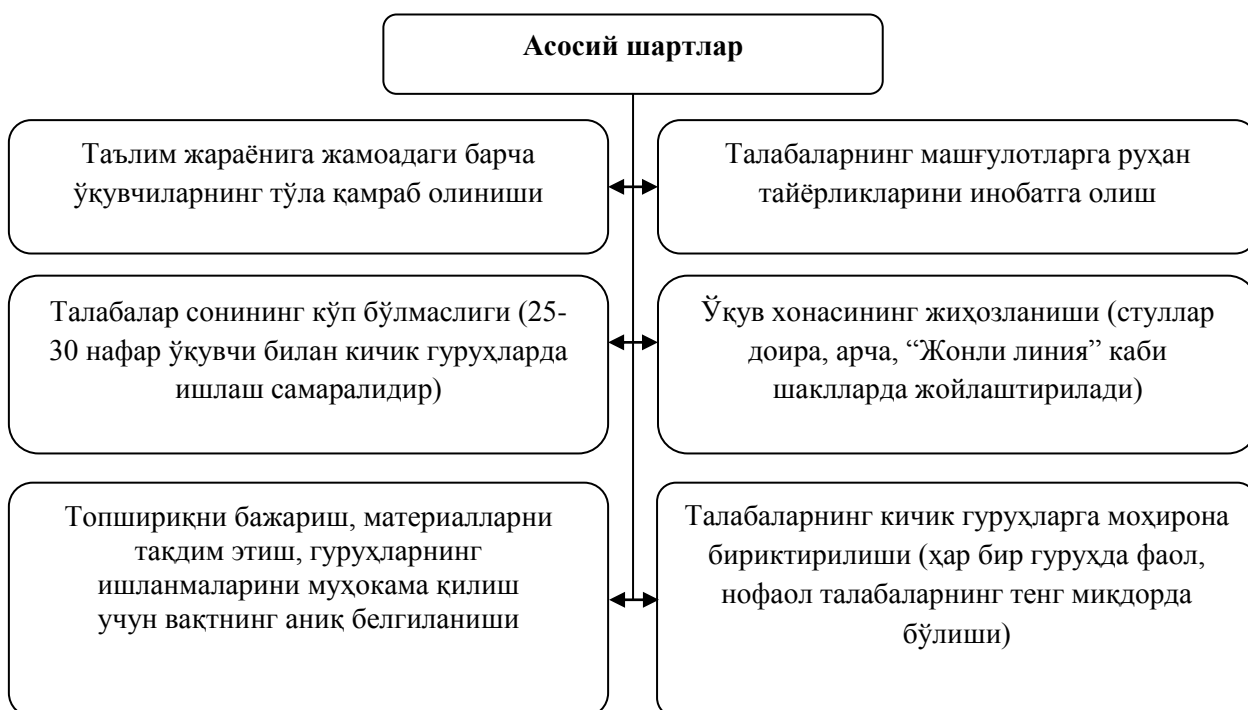 Асосий шартлар
Таълим жараёнига жамоадаги барча
ўқувчиларнинг тўла қамраб олиниши
Талабаларнинг машғулотларга руҳан
тайёрликларини инобатга олиш
Талабалар сонининг кўп бўлмаслиги (25-
30 нафар ўқувчи билан кичик гуруҳларда
ишлаш самаралидир)
Ўқув хонасининг жиҳозланиши (стуллар
доира, арча, “Жонли линия” каби
шаклларда жойлаштирилади)
Топшириқни бажариш, материалларни
тақдим этиш, гуруҳларнинг
ишланмаларини муҳокама қилиш
учун вақтнинг аниқ белгиланиши
Талабаларнинг кичик гуруҳларга моҳирона
бириктирилиши (ҳар бир гуруҳда фаол,
нофаол талабаларнинг тенг миқдорда
бўлиши)